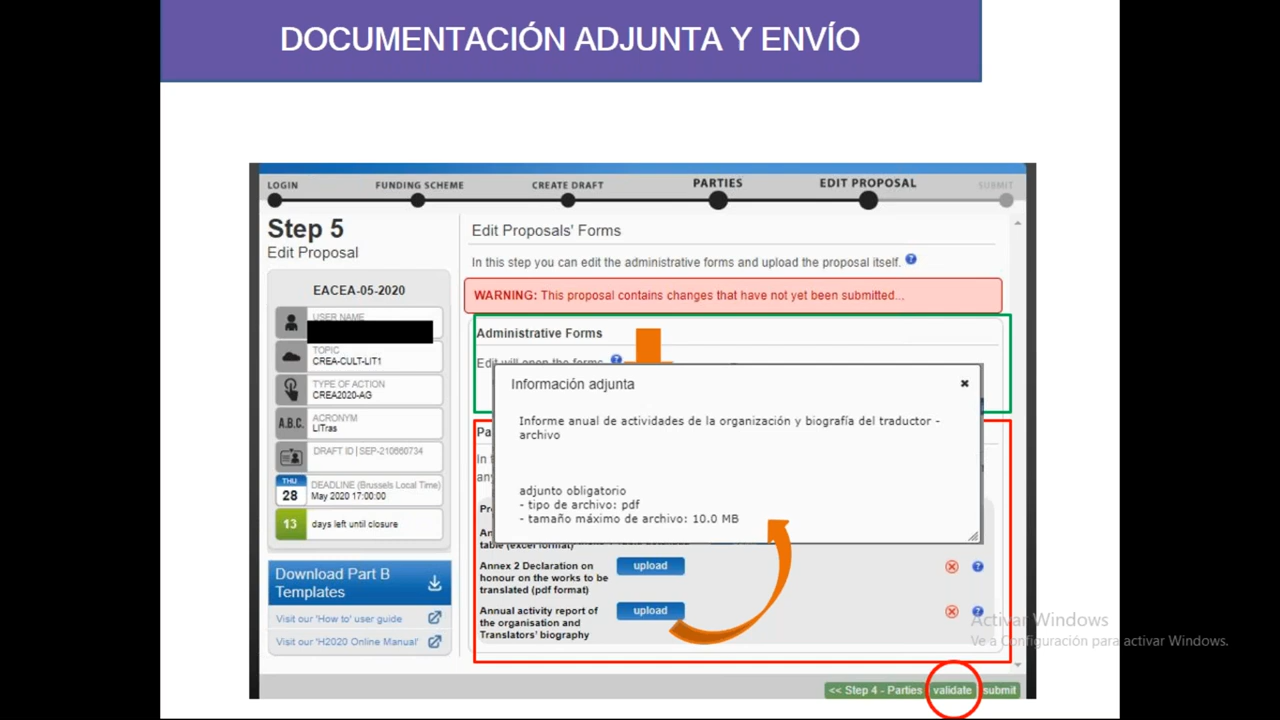 DOCUMENTACIÓN ADJUNTA Y ENVÍO
LOGIN
FUNDING SCHEME
CREATE DRAFT
PARTIES
EDIT PROPOSAL
SUBMIT
Step 5
Edit Proposal
EACEA-05-2020
USER NAME
TOPIC
CREA-CULT-LIT1
TYPE OF ACTION
CREA2020-AG
A.B.C.
ACRONYM
LITras
DRAFT ID | SEP-210660734
THU
28
DEADLINE (Brussels Local Time)
May 2020 17:00:00
13
days left until closure
Download Part B
Templates
Visit our 'How to' user guide
Visit our 'H2020 Online Manual'
Edit Proposals' Forms
In this step you can edit the administrative forms and upload the proposal itself. ?
WARNING: This proposal contains changes that have not yet been submitted...
Administrative Forms
Edit will open the forms. ?
Información adjunta
Informe anual de actividades de la organización y biografía del traductor -
archivo
adjunto obligatorio
- tipo de archivo: pdf
- tamaño máximo de archivo: 10.0 MB
table (excel format)
Annex 2 Declaration on
honour on the works to be
translated (pdf format)
upload
?
Annual activity report of
the organisation and
Translators' biography
upload
?
Activar Windows
Ve a Configuración para activar Windows.
<< Step 4 - Parties
validate
submit